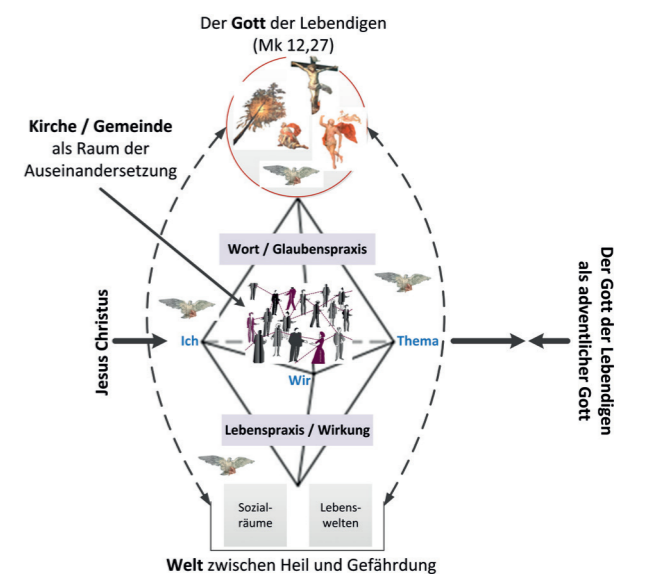 Der Gott der Lebendigen
(Mk 12,27)
Kirche / Gemeinde
als Raum der
Auseinandersetzung
Wort / Glaubenspraxis
Jesus Christus
Ich
Thema
Wir
Der Gott der Lebendigen
als adventlicher Gott
Lebenspraxis / Wirkung
Sozial-
räume
Lebens-
welten
Welt zwischen Heil und Gefährdung